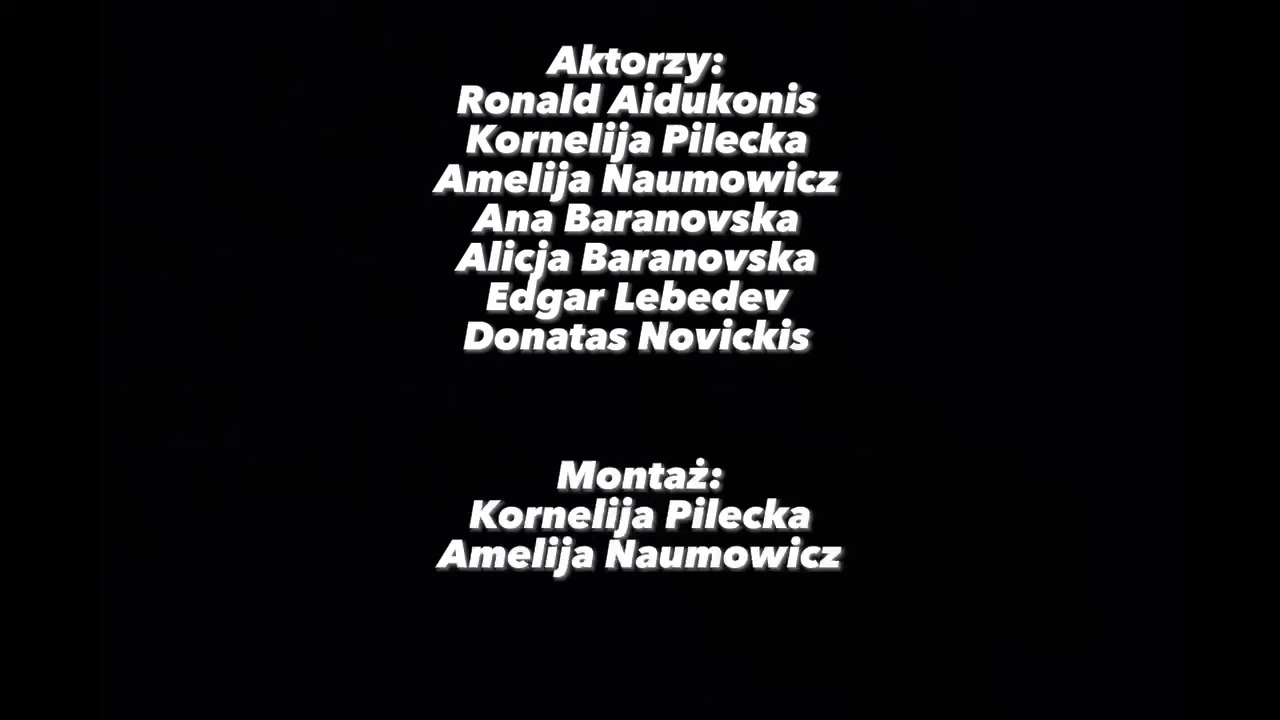 Aktorzy:
Ronald Aidukonis
Kornelija Pilecka
Amelija Naumowicz
Ana Baranovska
Alicja Baranovska
Edgar Lebedev
Donatas Novickis
Montaż:
Kornelija Pilecka
Amelija Naumowicz